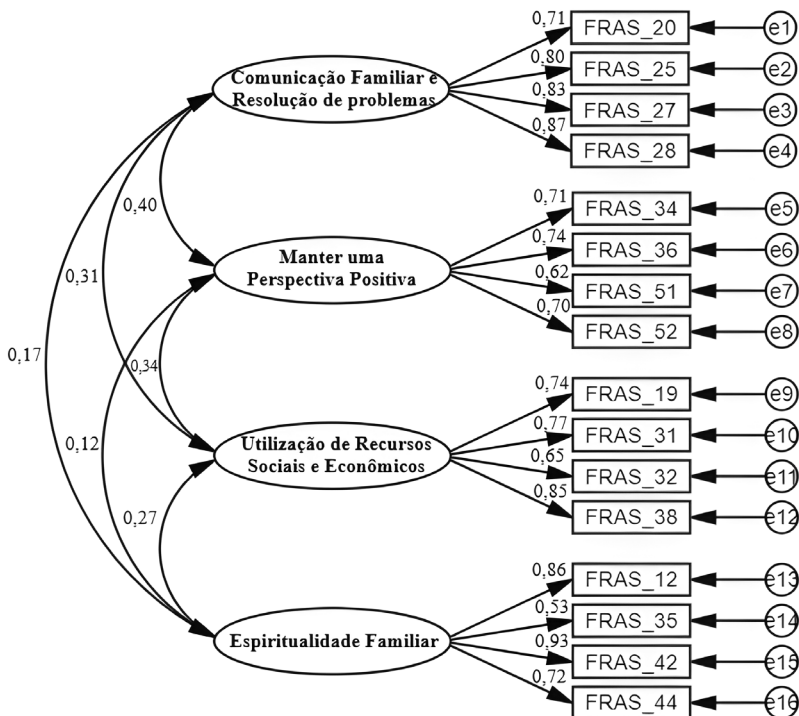 0,71
FRAS_20
e1
Comunicação Familiar e
Resolução de problemas
0,80
FRAS_25
e2
0,83
FRAS_27
e3
0,87
FRAS_28
e4
0,40
0,31
0,17
0,71
FRAS_34
e5
Manter uma
Perspectiva Positiva
0,74
FRAS_36
e6
0,62
FRAS_51
e7
0,70
FRAS_52
e8
0,34
0,12
0,74
FRAS_19
e9
Utilização de Recursos
Sociais e Econômicos
0,77
FRAS_31
e10
0,65
FRAS_32
e11
0,85
FRAS_38
e12
0,27
0,86
FRAS_12
e13
Espiritualidade Familiar
0,53
FRAS_35
e14
0,93
FRAS_42
e15
0,72
FRAS_44
e16